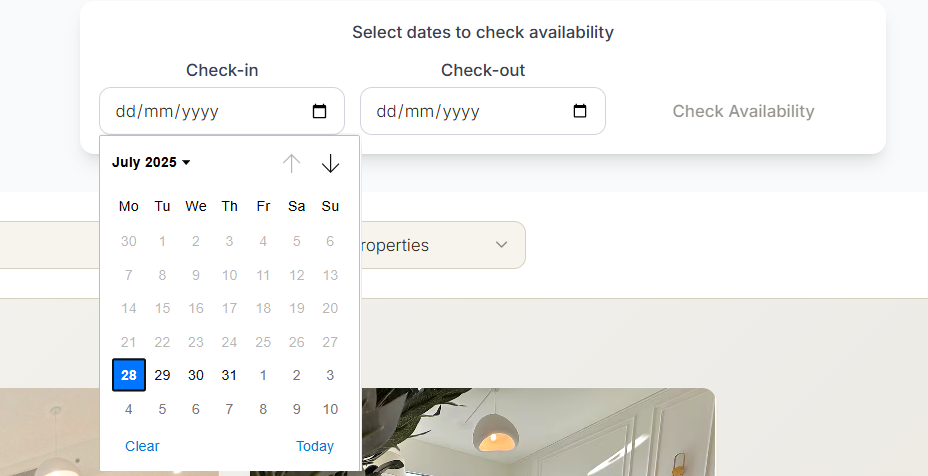 Select dates to check availability
Check-in
Check-out
dd/mm/yyyy
dd/mm/yyyy
Check Availability
July 2025
Mo Tu We Th Fr Sa Su
30 1 2 3 4 5 6
7 8 9 10 11 12 13
14 15 16 17 18 19 20
21 22 23 24 25 26 27
28 29 30 31 1 2 3
4 5 6 7 8 9 10
Clear
Today
roperties